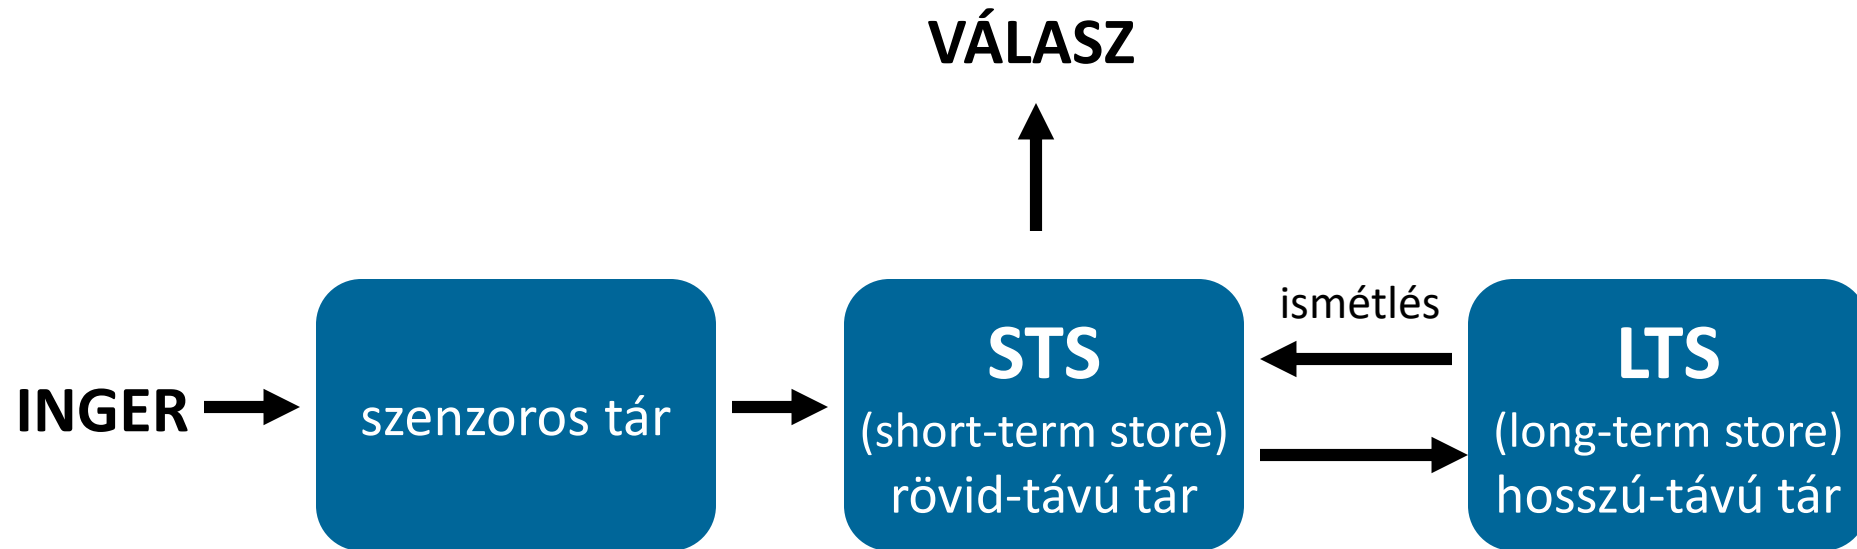 VÁLASZ
INGER
szenzoros tár
STS
(short-term store)
rövid-távú tár
ismétlés
LTS
(long-term store)
hosszú-távú tár